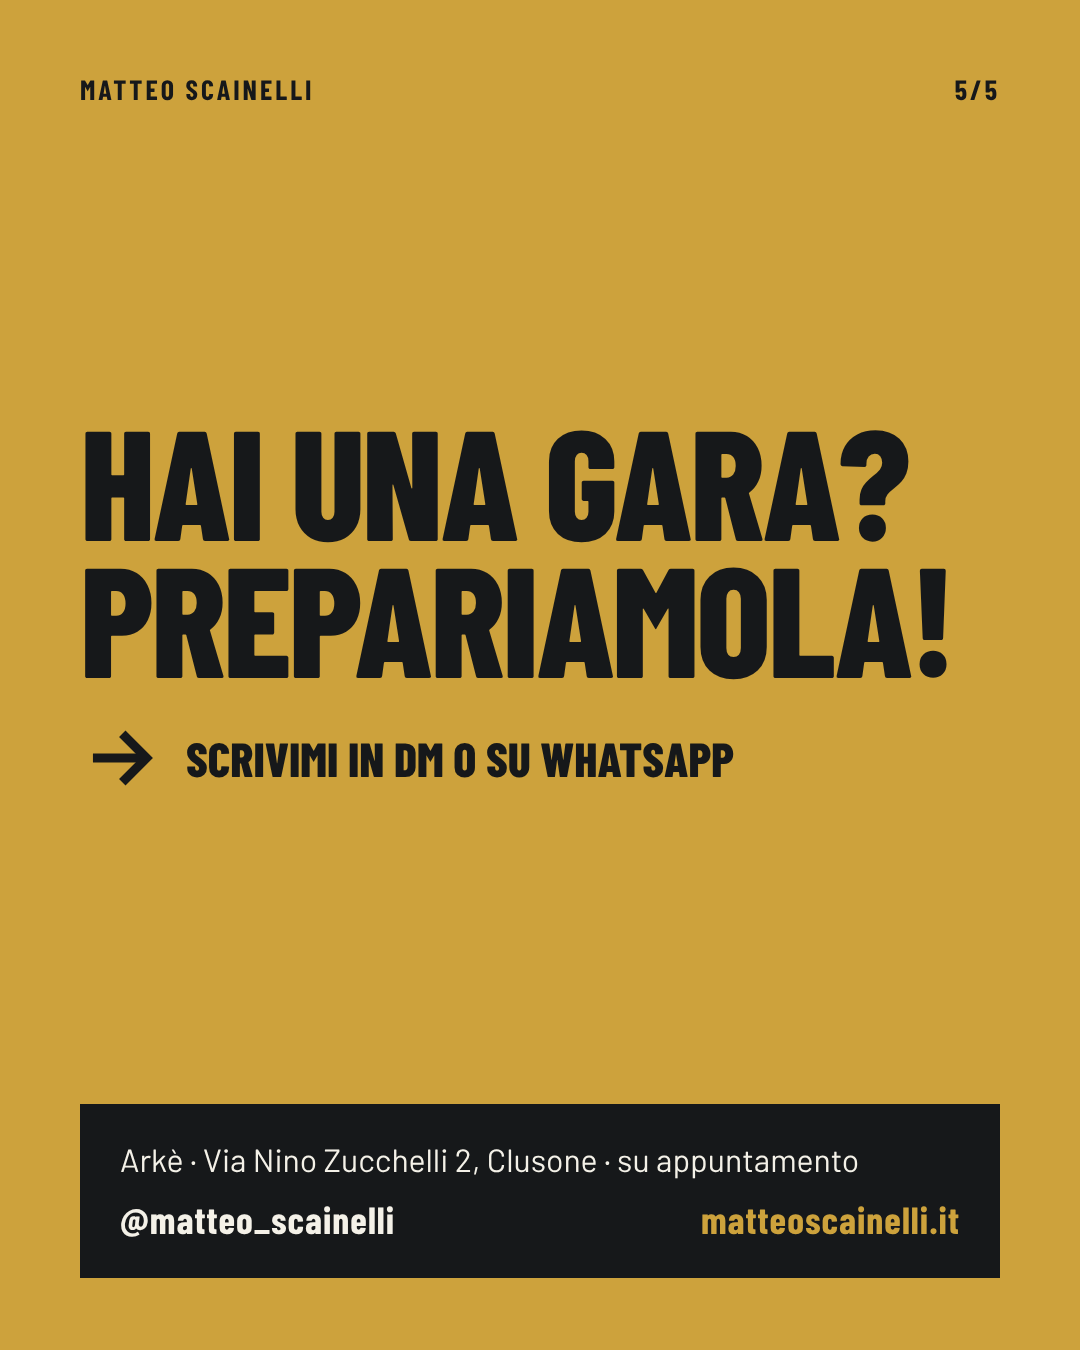 MATTEO SCAINELLI
5/5
HAI UNA GARA?
PREPARIAMOLA!
→ SCRIVIMI IN DM O SU WHATSAPP
Arkè · Via Nino Zucchelli 2, Clusone · su appuntamento
@matteo_scainelli
matteoscainelli.it